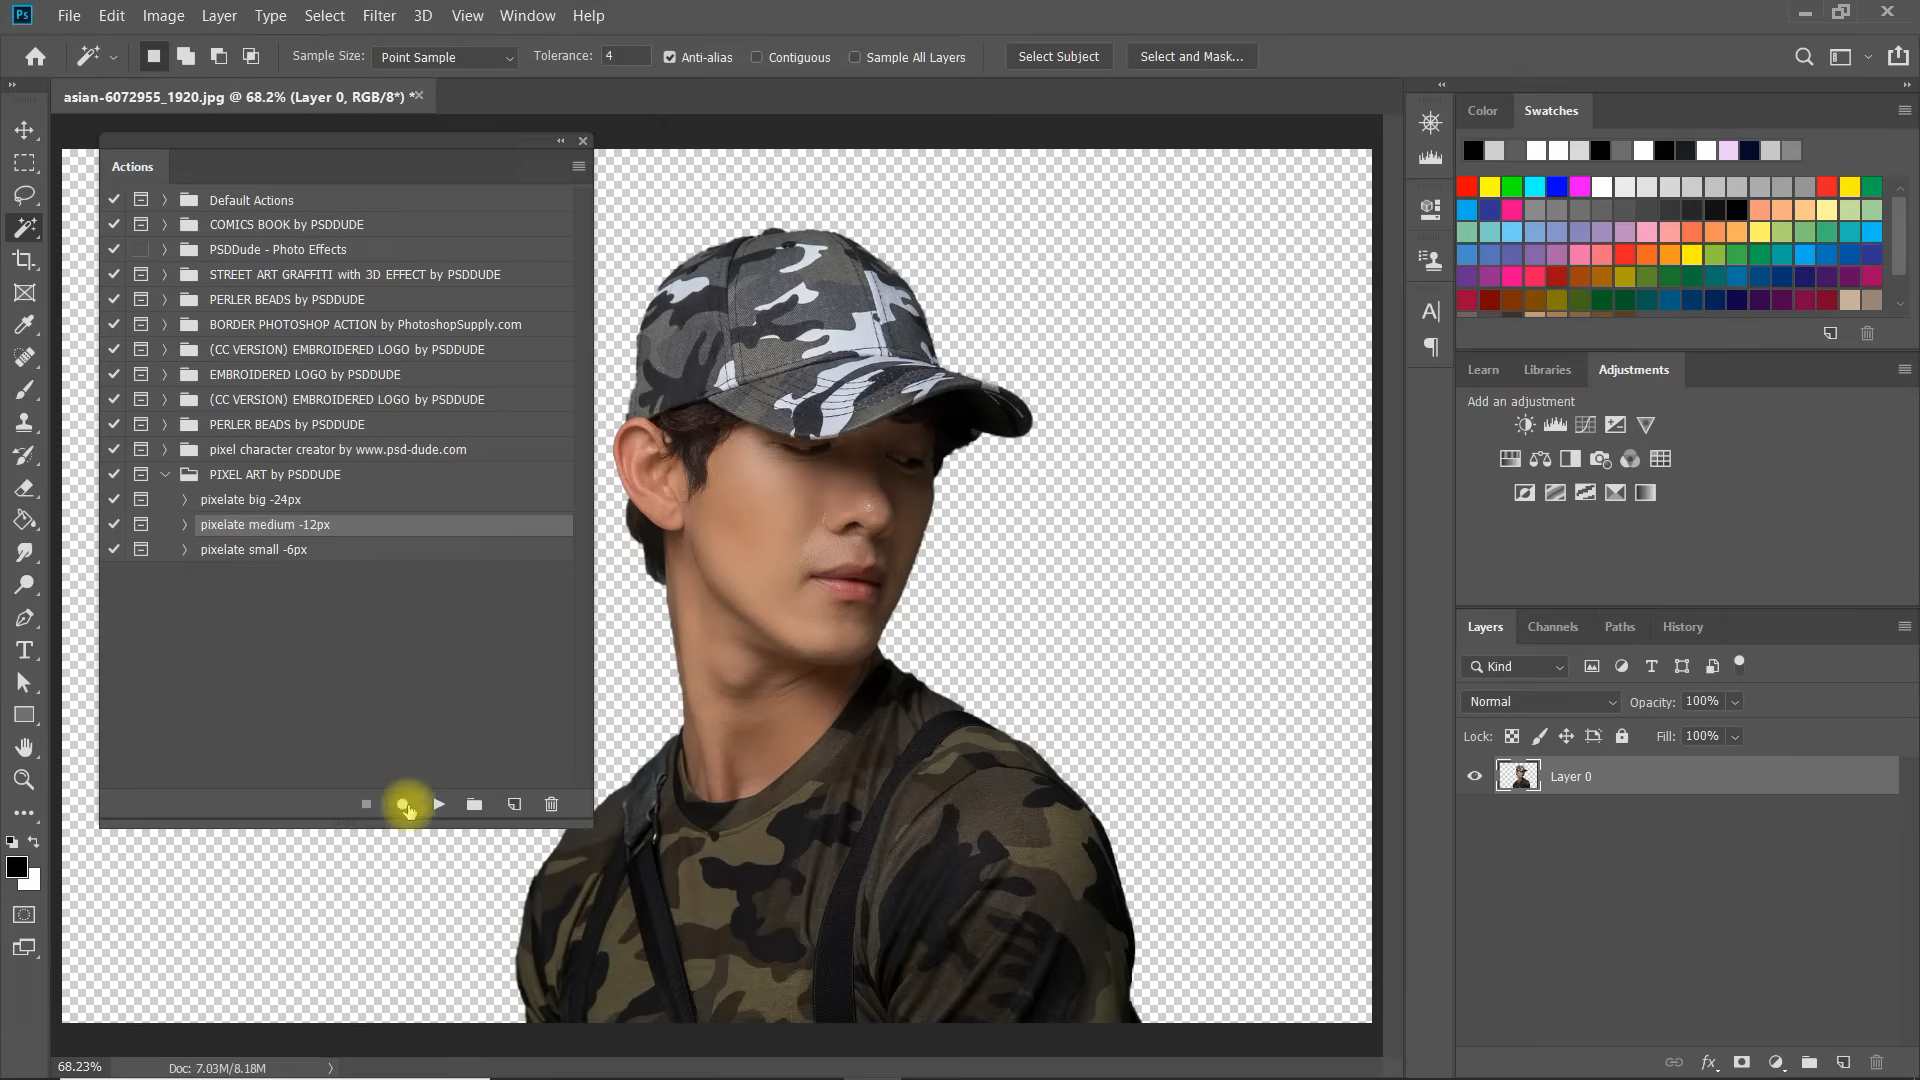 Ps File Edit Image Layer Type Select Filter 3D View Window Help
Sample Size: Point Sample Tolerance: 4 Anti-alias Contiguous Sample All Layers Select Subject Select and Mask...
asian-6072955_1920.jpg @ 68.2% (Layer 0, RGB/8*) *
Color Swatches
Actions
Default Actions
COMICS BOOK by PSDDUDE
PSDDude - Photo Effects
STREET ART GRAFFITI with 3D EFFECT by PSDDUDE
PERLER BEADS by PSDDUDE
BORDER PHOTOSHOP ACTION by PhotoshopSupply.com
(CC VERSION) EMBROIDERED LOGO by PSDDUDE
EMBROIDERED LOGO by PSDDUDE
(CC VERSION) EMBROIDERED LOGO by PSDDUDE
PERLER BEADS by PSDDUDE
pixel character creator by www.psd-dude.com
PIXEL ART by PSDDUDE
pixelate big -24px
pixelate medium -12px
pixelate small -6px
Learn Libraries Adjustments
Add an adjustment
Layers Channels Paths History
Kind
Normal Opacity: 100%
Lock: Fill: 100%
Layer 0
68.23% Doc: 7.03M/8.18M